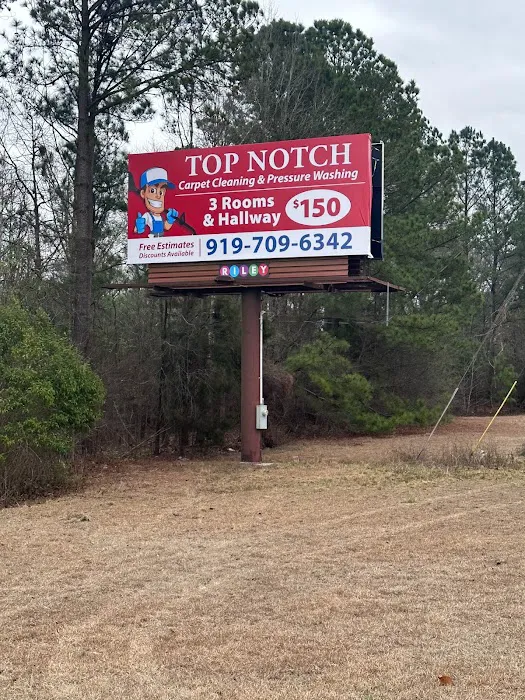 TOP NOTCH
Carpet Cleaning & Pressure Washing
3 Rooms
& Hallway
$150
Free Estimates
Discounts Available
919-709-6342
RILEY